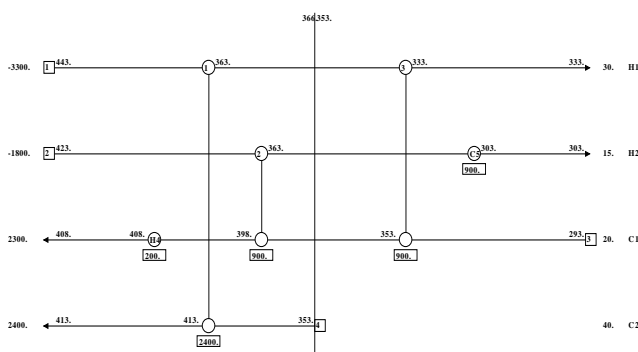 366.353.
-3300. 1 443. 1 363. 3 333. 333. 30. H1
-1800. 2 423. 2 363. C5 303. 303. 15. H2
900.
2300. 408. 408. H4 398. 353. 293. 3 20. C1
200. 900. 900.
2400. 413. 413. 353. 4 40. C2
2400.